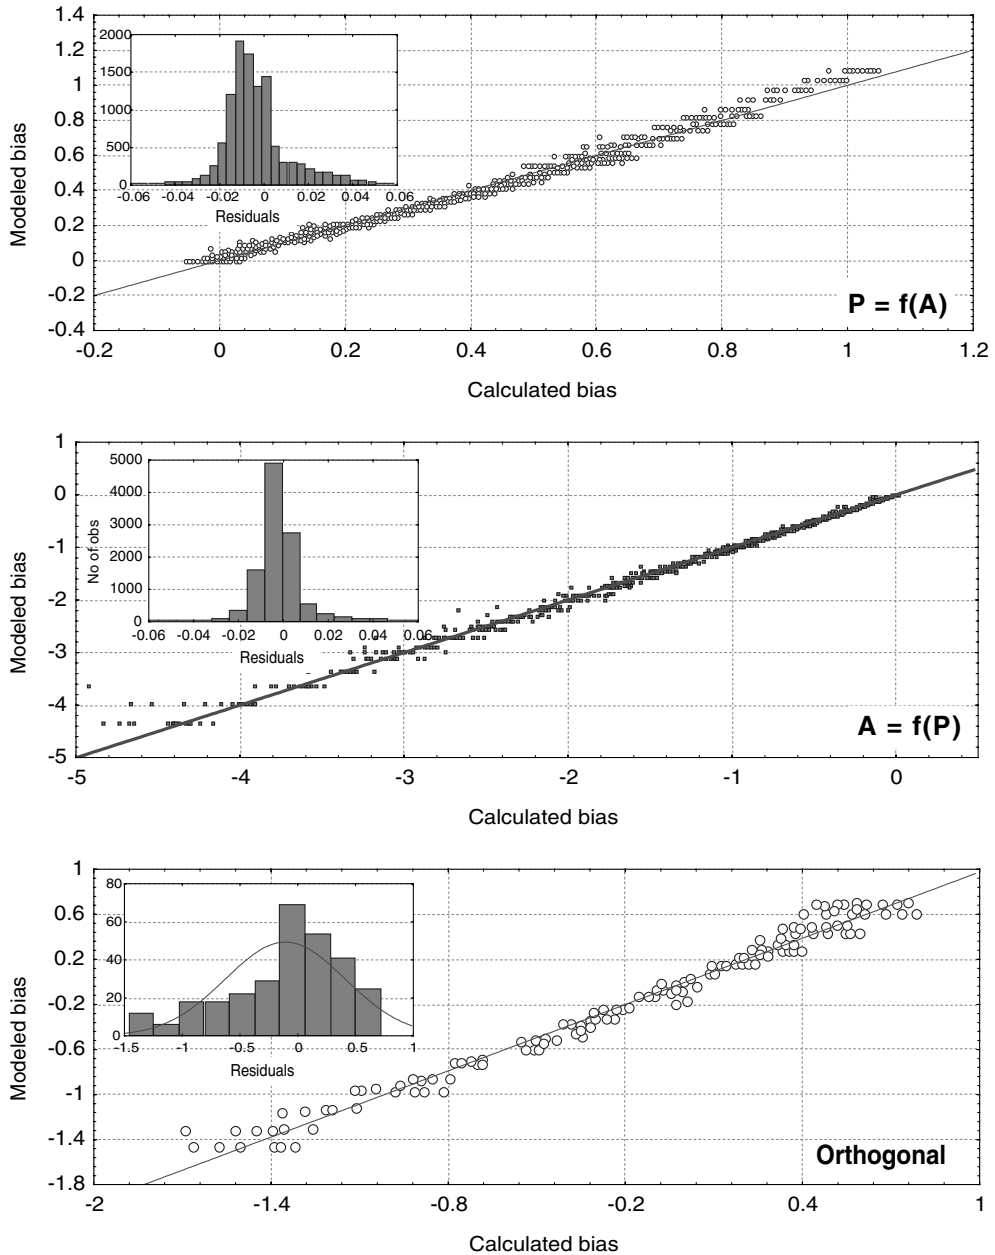 1.4
1.2
1
0.8
0.6
0.4
0.2
0
-0.2
-0.4
Modeled bias
2000
1500
1000
500
0
-0.06 -0.04 -0.02 0 0.02 0.04 0.06
Residuals
P = f(A)
-0.2 0 0.2 0.4 0.6 0.8 1 1.2
Calculated bias
1
0
-1
-2
-3
-4
-5
Modeled bias
5000
4000
3000
2000
1000
0
No of obs
-0.06 -0.04 -0.02 0 0.02 0.04 0.06
Residuals
A = f(P)
-5 -4 -3 -2 -1 0
Calculated bias
1
0.6
0.2
-0.2
-0.6
-1
-1.4
-1.8
Modeled bias
80
60
40
20
0
-1.5 -1 -0.5 0 0.5 1
Residuals
Orthogonal
-2 -1.4 -0.8 -0.2 0.4 1
Calculated bias